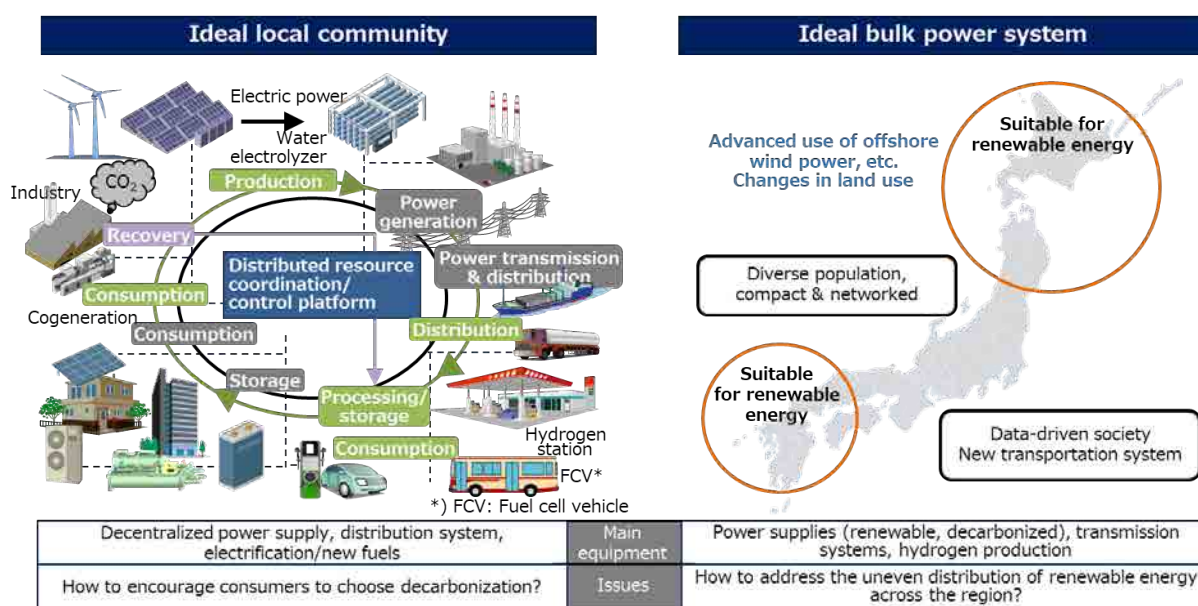 Ideal local community
Electric power
Water
electrolyzer
CO2
Industry
Production
Power
generation
Recovery
Power transmission
& distribution
Distributed resource
coordination/
control platform
Consumption
Cogeneration
Consumption
Distribution
Storage
Processing/
storage
Hydrogen
station
Consumption
FCV*
*) FCV: Fuel cell vehicle
Ideal bulk power system
Suitable for
renewable energy
Advanced use of offshore
wind power, etc.
Changes in land use
Diverse population,
compact & networked
Suitable
for renewable
energy
Data-driven society
New transportation system
Decentralized power supply, distribution system,
electrification/new fuels
Main
equipment
Power supplies (renewable, decarbonized), transmission
systems, hydrogen production
How to encourage consumers to choose decarbonization?
Issues
How to address the uneven distribution of renewable energy
across the region?